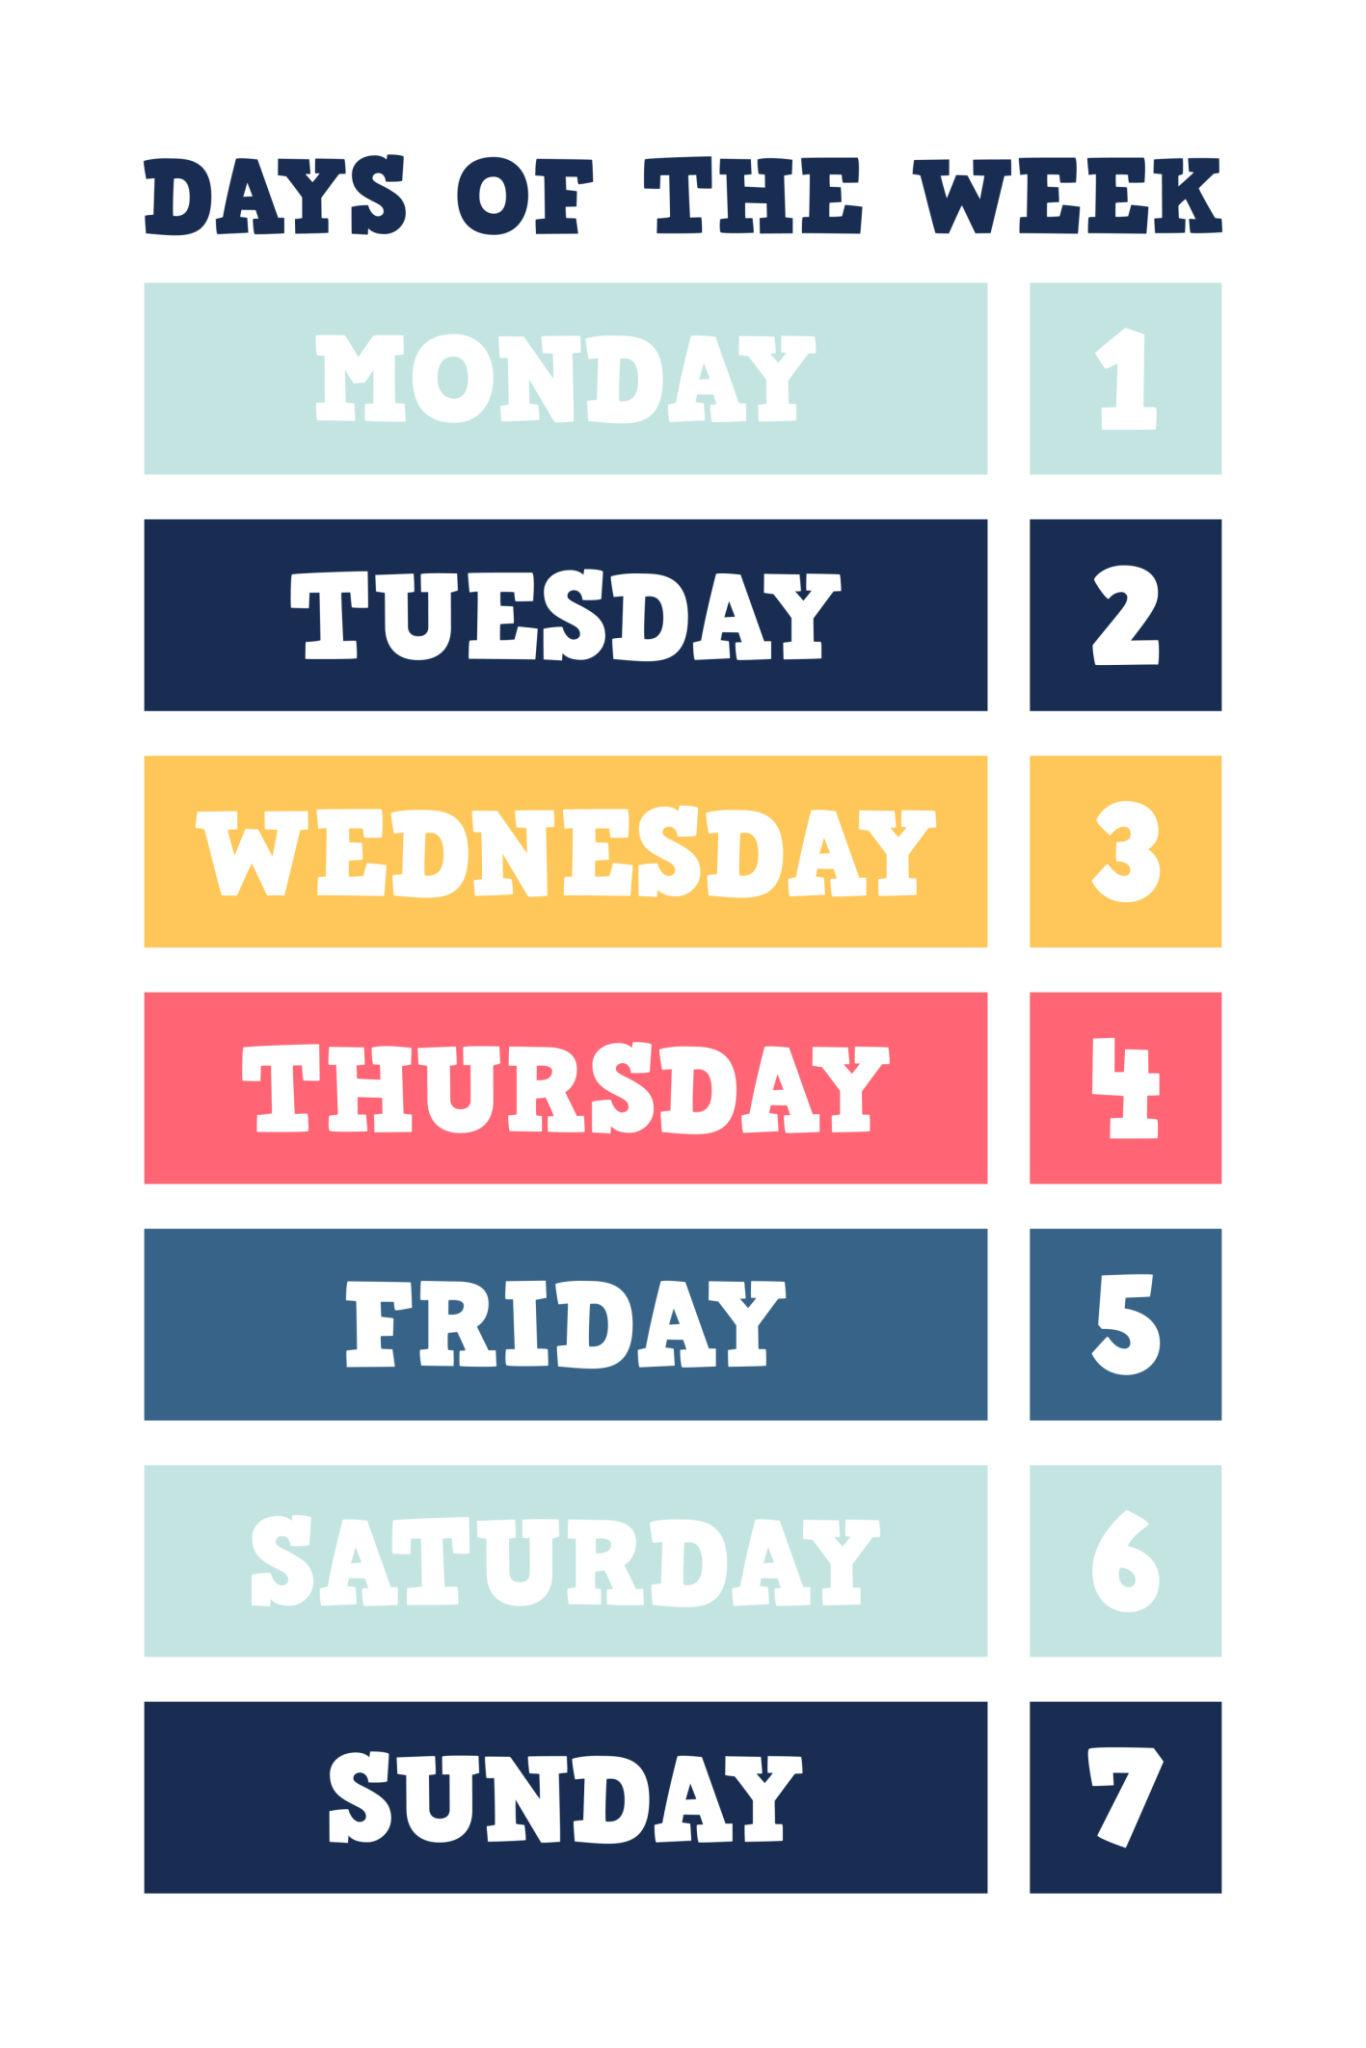 DAYS OF THE WEEK
MONDAY 1
TUESDAY 2
WEDNESDAY 3
THURSDAY 4
FRIDAY 5
SATURDAY 6
SUNDAY 7